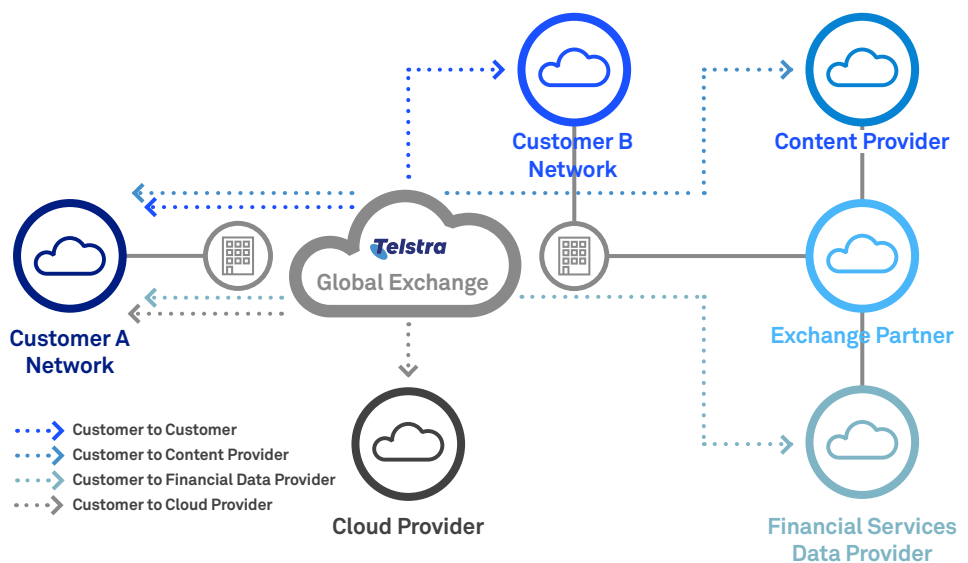 Customer B
Network
Content Provider
Telstra
Global Exchange
Customer A
Network
Exchange Partner
Customer to Customer
Customer to Content Provider
Customer to Financial Data Provider
Customer to Cloud Provider
Cloud Provider
Financial Services
Data Provider